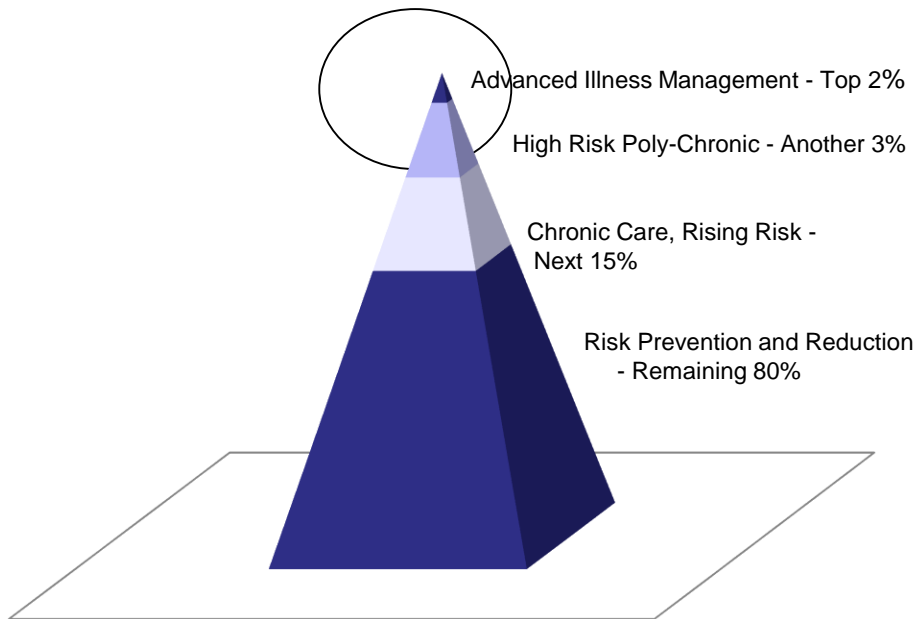 Advanced Illness Management - Top 2%
High Risk Poly-Chronic - Another 3%
Chronic Care, Rising Risk -
Next 15%
Risk Prevention and Reduction
- Remaining 80%